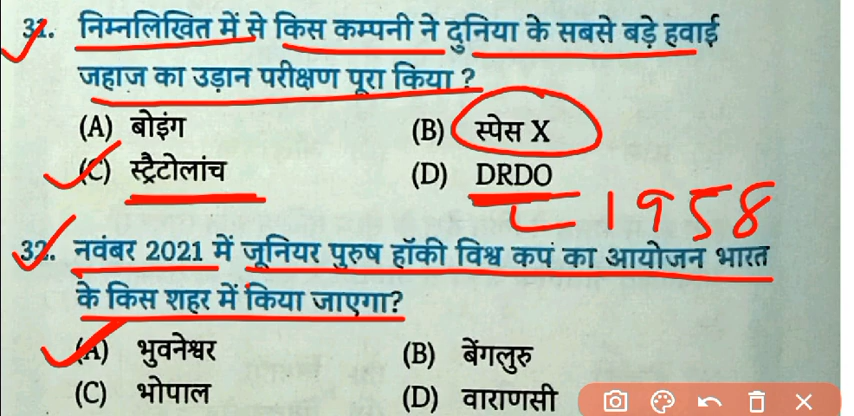 31. निम्नलिखित में से किस कम्पनी ने दुनिया के सबसे बड़े हवाई
जहाज का उड़ान परीक्षण पूरा किया ?
(A) बोइंग (B) स्पेस X
(C) स्ट्रैटोलांच (D) DRDO
1958
32. नवंबर 2021 में जूनियर पुरुष हॉकी विश्व कप का आयोजन भारत
के किस शहर में किया जाएगा?
(A) भुवनेश्वर (B) बेंगलुरु
(C) भोपाल (D) वाराणसी